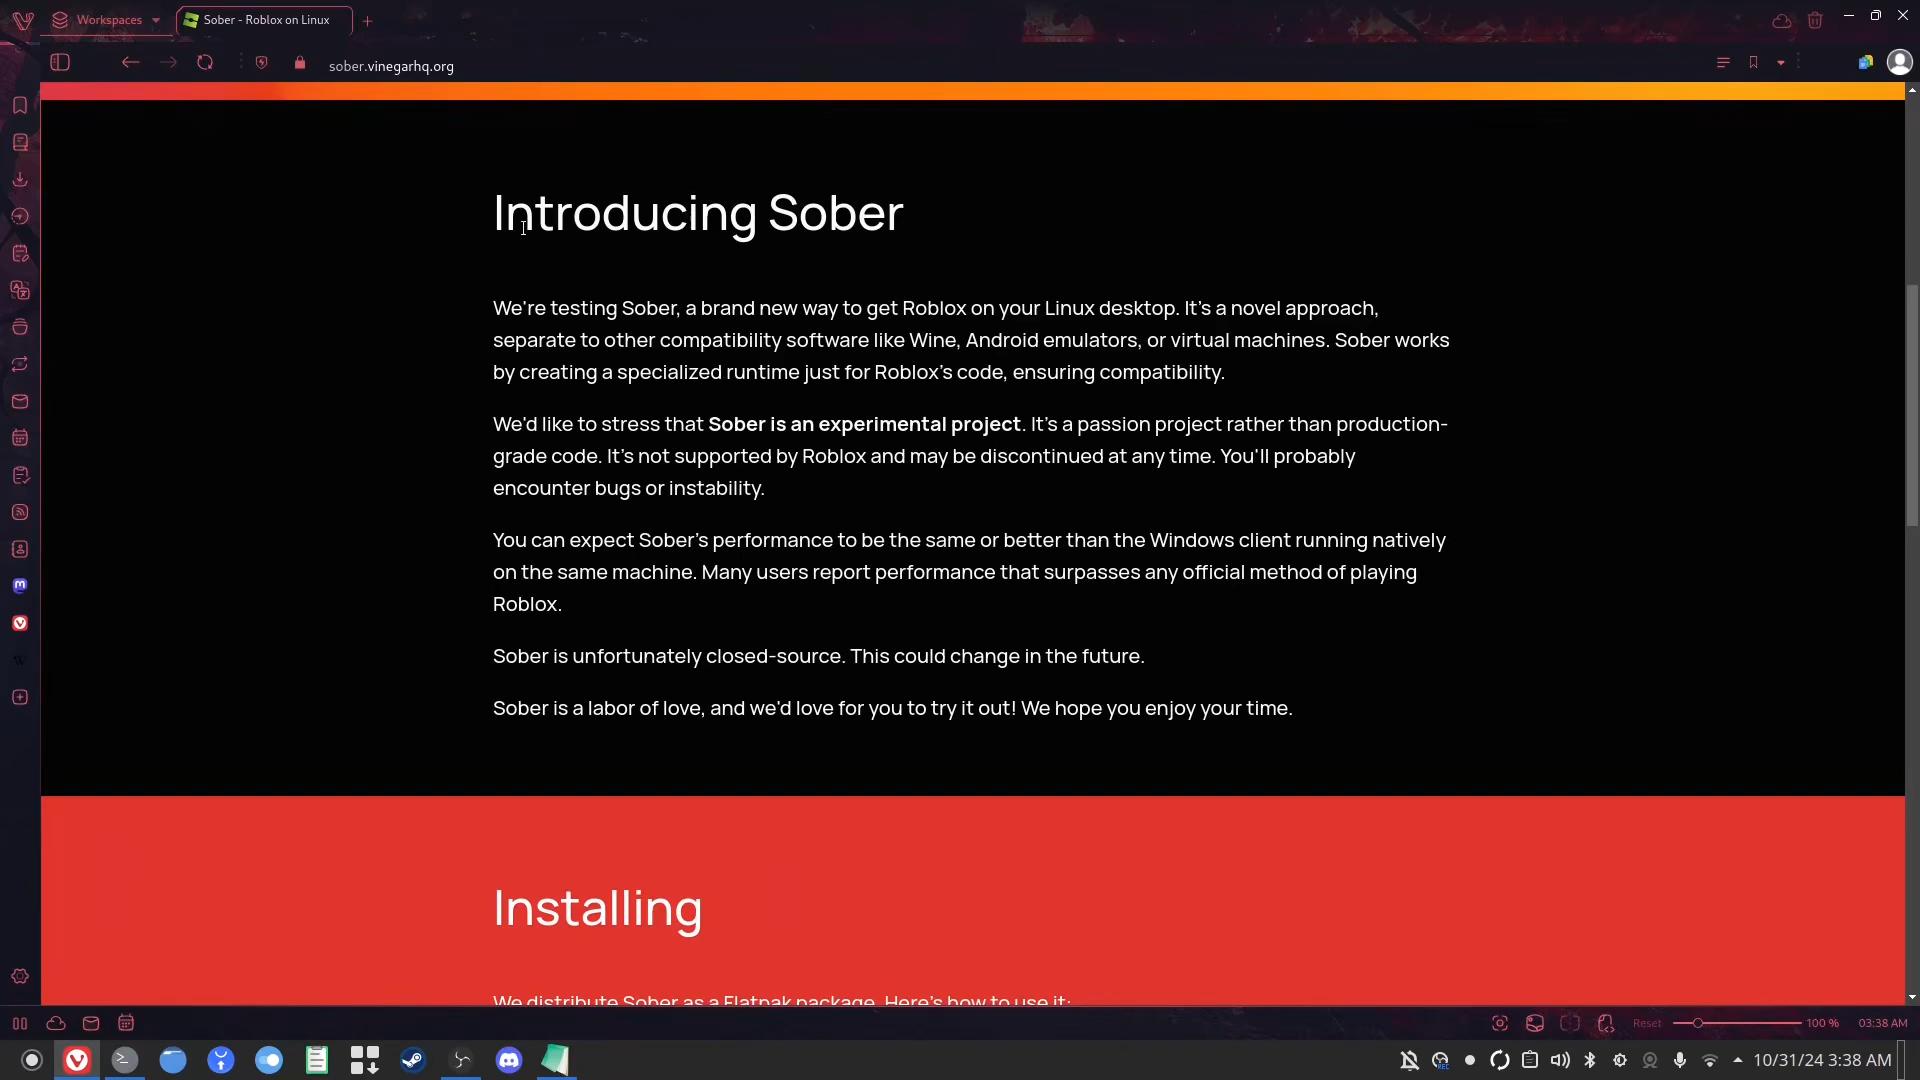 Workspaces
Sober - Roblox on Linux
sober.vinegarhq.org
Introducing Sober
We're testing Sober, a brand new way to get Roblox on your Linux desktop. It's a novel approach,
separate to other compatibility software like Wine, Android emulators, or virtual machines. Sober works
by creating a specialized runtime just for Roblox's code, ensuring compatibility.
We'd like to stress that Sober is an experimental project. It's a passion project rather than production-
grade code. It's not supported by Roblox and may be discontinued at any time. You'll probably
encounter bugs or instability.
You can expect Sober's performance to be the same or better than the Windows client running natively
on the same machine. Many users report performance that surpasses any official method of playing
Roblox.
Sober is unfortunately closed-source. This could change in the future.
Sober is a labor of love, and we'd love for you to try it out! We hope you enjoy your time.
Installing
We distribute Sober as a Flatpak package. Here's how to use it:
Reset
100 %
03:38 AM
REC
10/31/24 3:38 AM